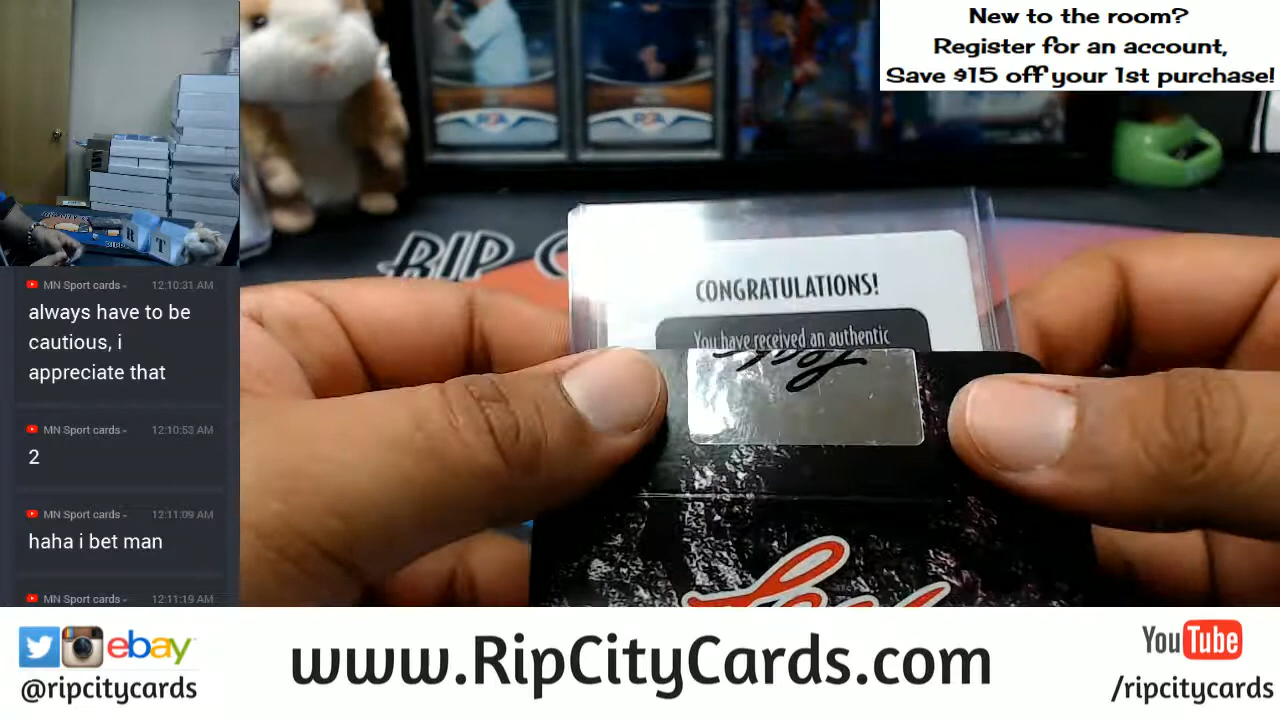 New to the room?
Register for an account,
Save $15 off your 1st purchase!
RIP C
R T
CONGRATULATIONS!
You have received an authentic
Leaf
MN Sport cards- 12:10:31 AM
always have to be
cautious, i
appreciate that
MN Sport cards- 12:10:53 AM
2
MN Sport cards- 12:11:09 AM
haha i bet man
MN Sport cards- 12:11:19 AM
ebay
@ripcitycards
www.RipCityCards.com
YouTube
/ripcitycards